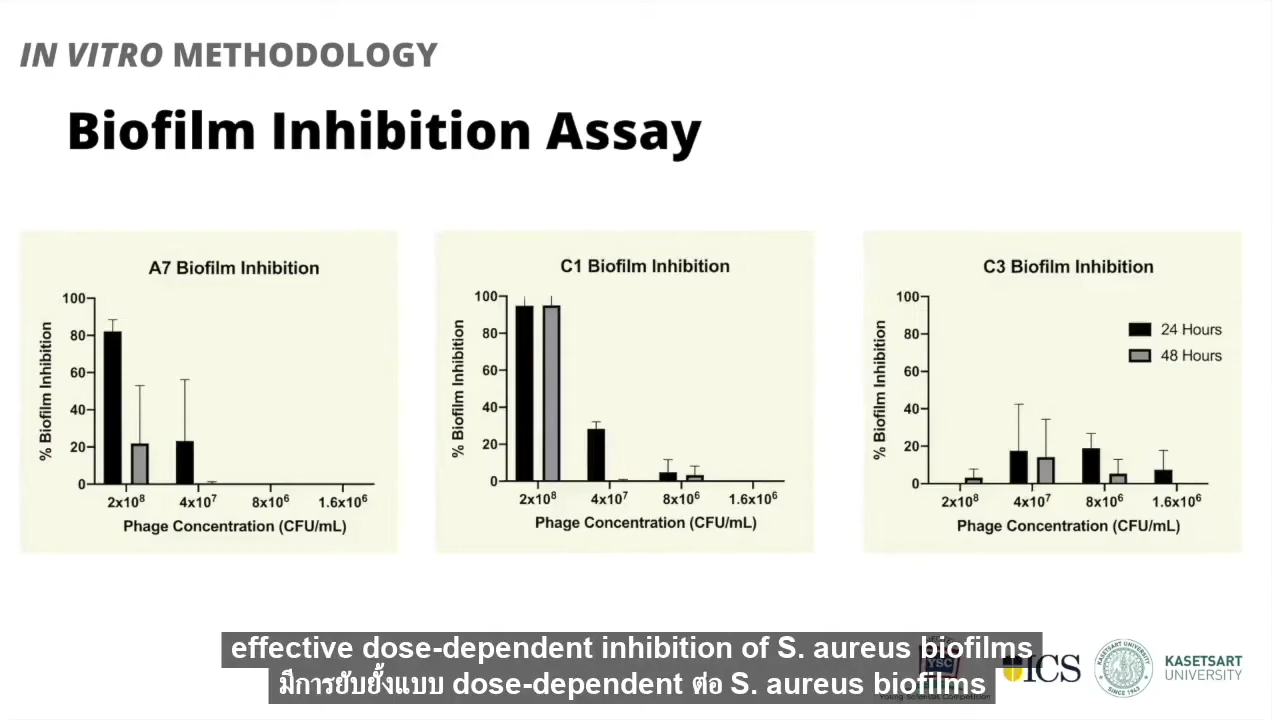 IN VITRO METHODOLOGY
Biofilm Inhibition Assay
A7 Biofilm Inhibition
% Biofilm Inhibition
100
80
60
40
20
0
2x10⁸ 4x10⁷ 8x10⁶ 1.6x10⁶
Phage Concentration (CFU/mL)
C1 Biofilm Inhibition
% Biofilm Inhibition
100
80
60
40
20
0
2x10⁸ 4x10⁷ 8x10⁶ 1.6x10⁶
Phage Concentration (CFU/mL)
C3 Biofilm Inhibition
% Biofilm Inhibition
100
80
60
40
20
0
24 Hours
48 Hours
2x10⁸ 4x10⁷ 8x10⁶ 1.6x10⁶
Phage Concentration (CFU/mL)
effective dose-dependent inhibition of S. aureus biofilms
มีการยับยั้งแบบ dose-dependent ต่อ S. aureus biofilms
YSC
ICS
KASETSART UNIVERSITY
SINCE 1943
KASETSART
UNIVERSITY